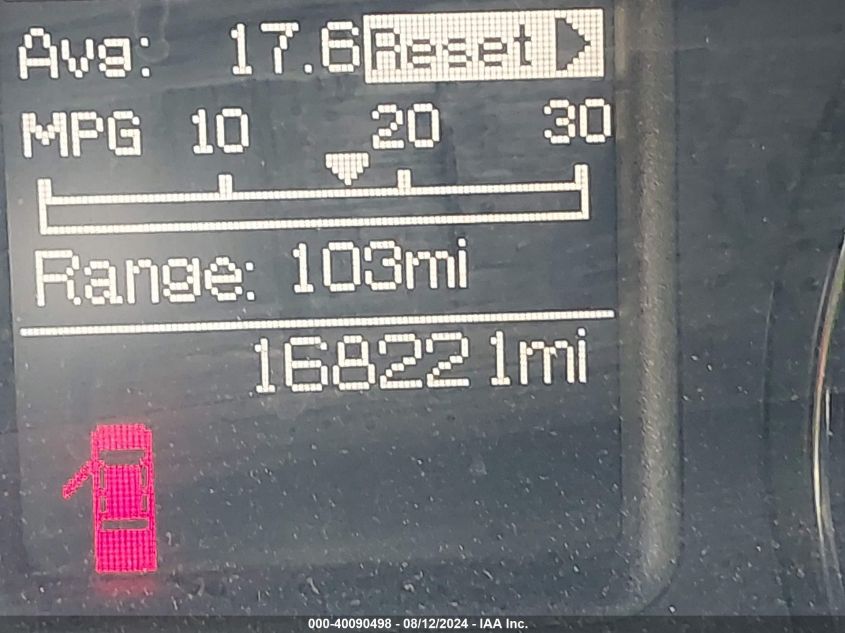 Avg: 17.6 Reset
MPG 10 20 30
Range: 103mi
168221mi
000-40090498 - 08/12/2024 - IAA Inc.